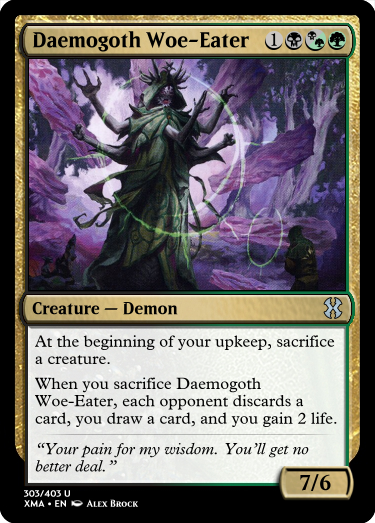 Daemogoth Woe-Eater 1
Creature — Demon
At the beginning of your upkeep, sacrifice
a creature.
When you sacrifice Daemogoth
Woe-Eater, each opponent discards a
card, you draw a card, and you gain 2 life.
“Your pain for my wisdom. You’ll get no
better deal.”
7/6
303/403 U
XMA • EN Alex Brock